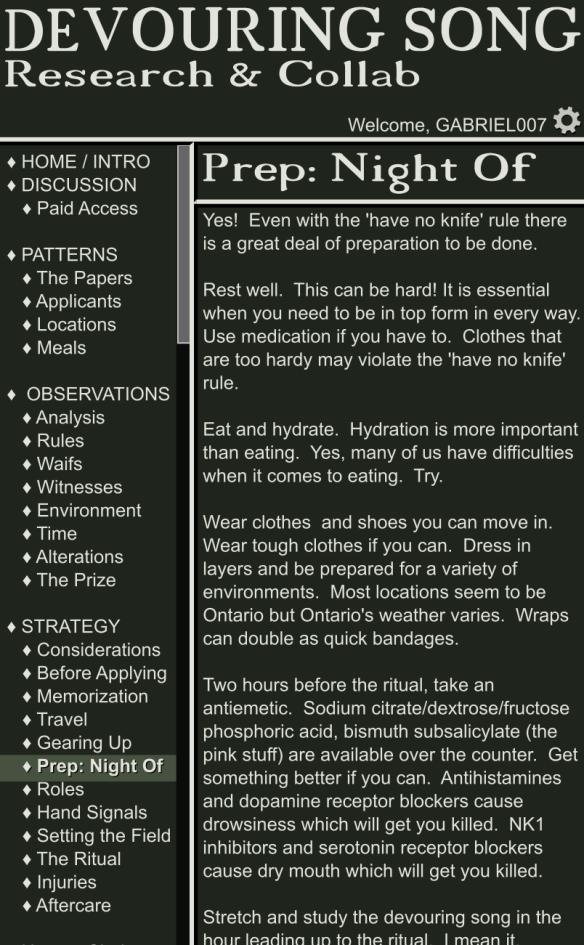 DEVOURING SONG
Research & Collab
Welcome, GABRIEL007
♦ HOME / INTRO
♦ DISCUSSION
♦ Paid Access
♦ PATTERNS
♦ The Papers
♦ Applicants
♦ Locations
♦ Meals
♦ OBSERVATIONS
♦ Analysis
♦ Rules
♦ Waifs
♦ Witnesses
♦ Environment
♦ Time
♦ Alterations
♦ The Prize
♦ STRATEGY
♦ Considerations
♦ Before Applying
♦ Memorization
♦ Travel
♦ Gearing Up
♦ Prep: Night Of
♦ Roles
♦ Hand Signals
♦ Setting the Field
♦ The Ritual
♦ Injuries
♦ Aftercare
Prep: Night Of
Yes! Even with the 'have no knife' rule there
is a great deal of preparation to be done.
Rest well. This can be hard! It is essential
when you need to be in top form in every way.
Use medication if you have to. Clothes that
are too hardy may violate the 'have no knife'
rule.
Eat and hydrate. Hydration is more important
than eating. Yes, many of us have difficulties
when it comes to eating. Try.
Wear clothes and shoes you can move in.
Wear tough clothes if you can. Dress in
layers and be prepared for a variety of
environments. Most locations seem to be
Ontario but Ontario's weather varies. Wraps
can double as quick bandages.
Two hours before the ritual, take an
antiemetic. Sodium citrate/dextrose/fructose
phosphoric acid, bismuth subsalicylate (the
pink stuff) are available over the counter. Get
something better if you can. Antihistamines
and dopamine receptor blockers cause
drowsiness which will get you killed. NK1
inhibitors and serotonin receptor blockers
cause dry mouth which will get you killed.
Stretch and study the devouring song in the
hour leading up to the ritual. I mean it